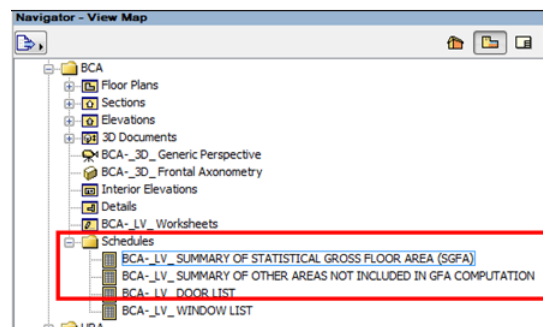 Navigator - View Map
BCA
Floor Plans
Sections
Elevations
3D Documents
BCA-_3D_ Generic Perspective
BCA-_3D_ Frontal Axonometry
Interior Elevations
Details
BCA-_LV_ Worksheets
Schedules
BCA-_LV_ SUMMARY OF STATISTICAL GROSS FLOOR AREA (SGFA)
BCA-_LV_ SUMMARY OF OTHER AREAS NOT INCLUDED IN GFA COMPUTATION
BCA-_LV_ DOOR LIST
BCA-_LV_ WINDOW LIST